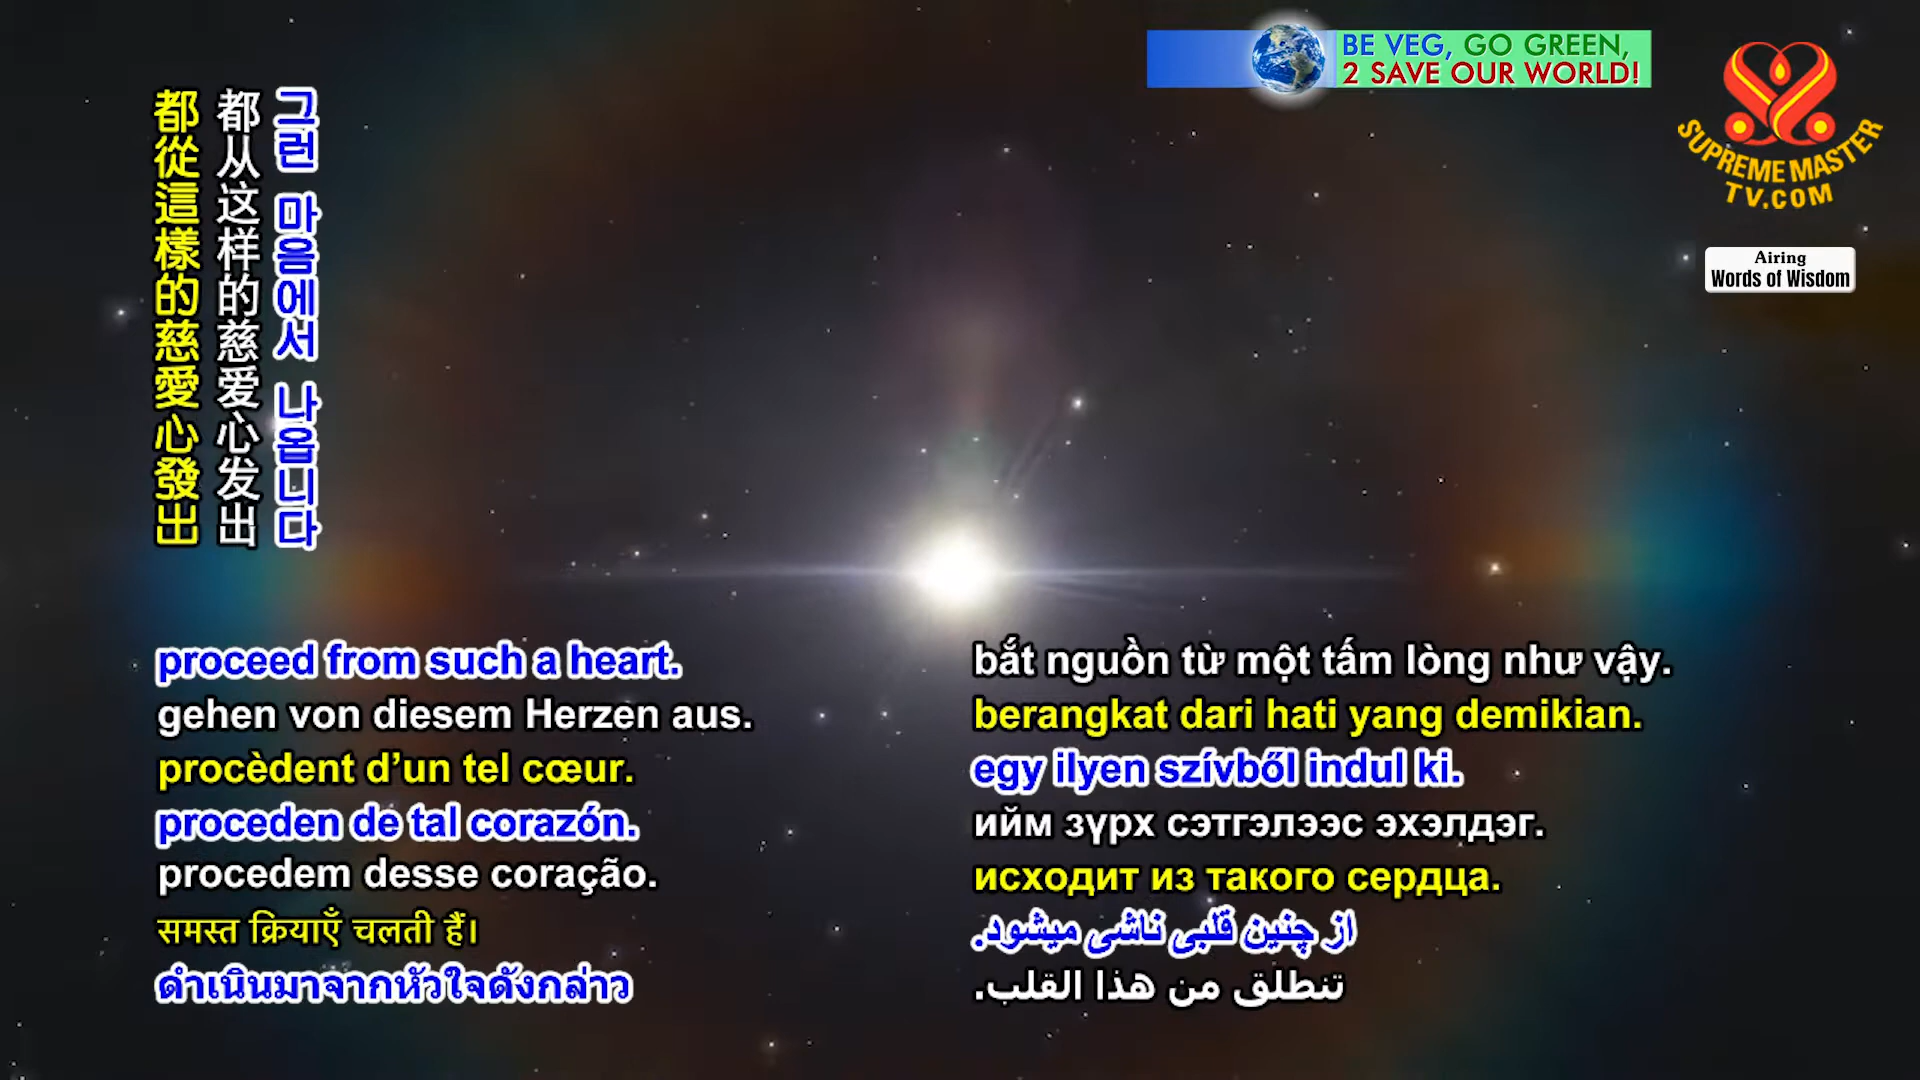 BE VEG, GO GREEN,
2 SAVE OUR WORLD!
SUPREME MASTER
TV.COM
Airing
Words of Wisdom
그런 마음에서 나옵니다
都从这样的慈爱心发出
都從這樣的慈愛心發出
proceed from such a heart.
gehen von diesem Herzen aus.
procèdent d’un tel cœur.
proceden de tal corazón.
procedem desse coração.
समस्त क्रियाएँ चलती हैं।
ดำเนินมาจากหัวใจดังกล่าว
bắt nguồn từ một tấm lòng như vậy.
berangkat dari hati yang demikian.
egy ilyen szívből indul ki.
ийм зүрх сэтгэлээс эхэлдэг.
исходит из такого сердца.
از چنین قلبی ناشی میشود.
تنطلق من هذا القلب.